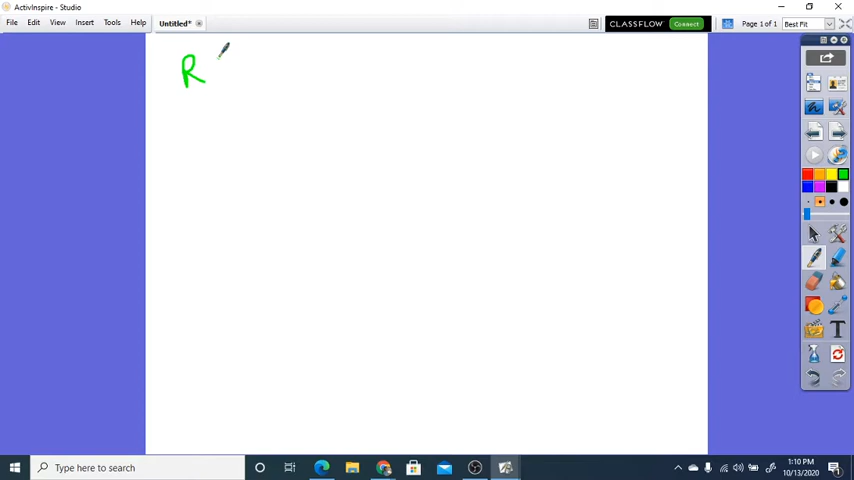 ActivInspire - Studio
File Edit View Insert Tools Help Untitled* CLASSFLOW Connect Page 1 of 1 Best Fit
R
Type here to search
1:10 PM
10/13/2020